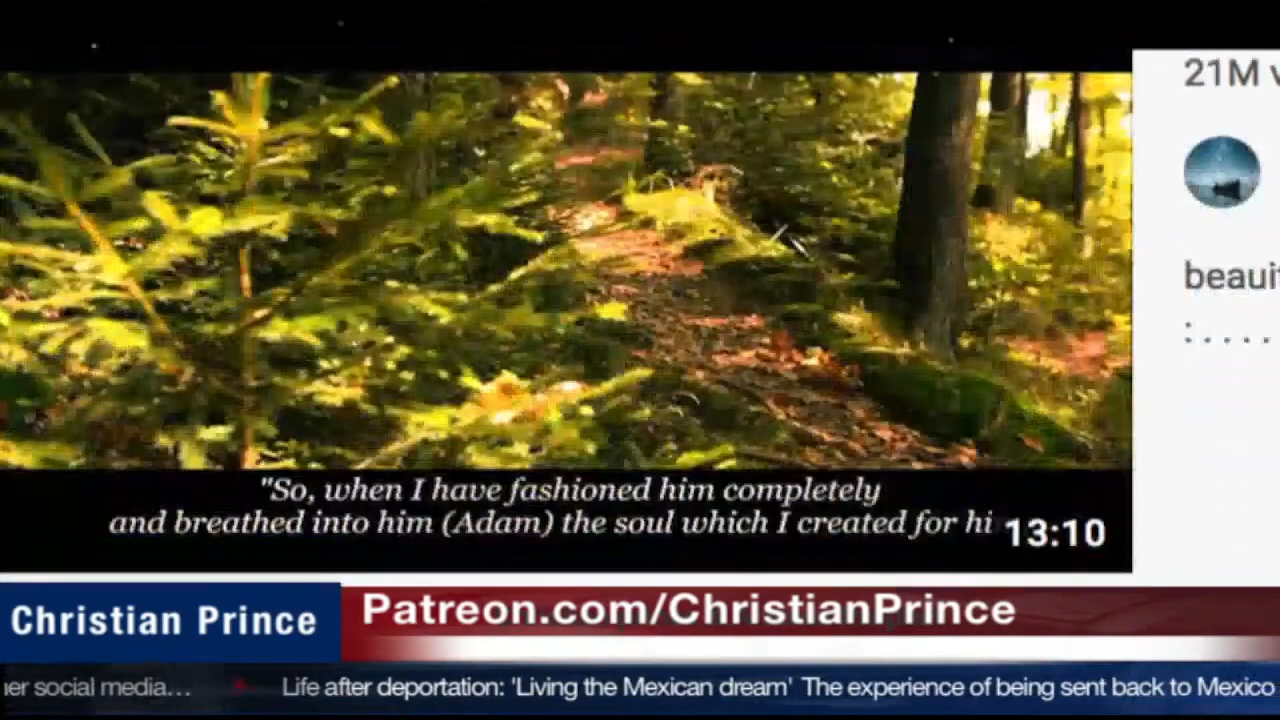 21M
beaui
"So, when I have fashioned him completely
and breathed into him (Adam) the soul which I created for hi
13:10
Christian Prince
Patreon.com/ChristianPrince
ner social media...
Life after deportation: 'Living the Mexican dream' The experience of being sent back to Mexico